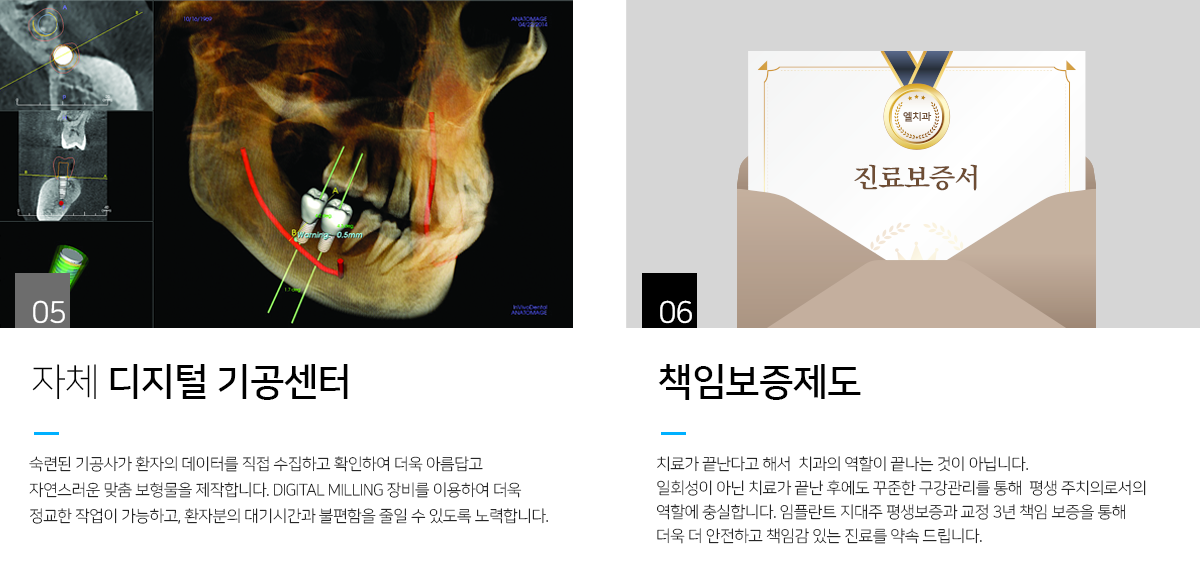 10/16/1969
ANATOMAGE
A
B
Warning~ 0.5mm
InVivoDental
ANATOMAGE
05
자체 디지털 기공센터
숙련된 기공사가 환자의 데이터를 직접 수집하고 확인하여 더욱 아름답고
자연스러운 맞춤 보형물을 제작합니다. DIGITAL MILLING 장비를 이용하여 더욱
정교한 작업이 가능하고, 환자분의 대기시간과 불편함을 줄일 수 있도록 노력합니다.
엘치과
진료보증서
06
책임보증제도
치료가 끝난다고 해서 치과의 역할이 끝나는 것이 아닙니다.
일회성이 아닌 치료가 끝난 후에도 꾸준한 구강관리를 통해 평생 주치의로서의
역할에 충실합니다. 임플란트 지대주 평생보증과 교정 3년 책임 보증을 통해
더욱 더 안전하고 책임감 있는 진료를 약속 드립니다.